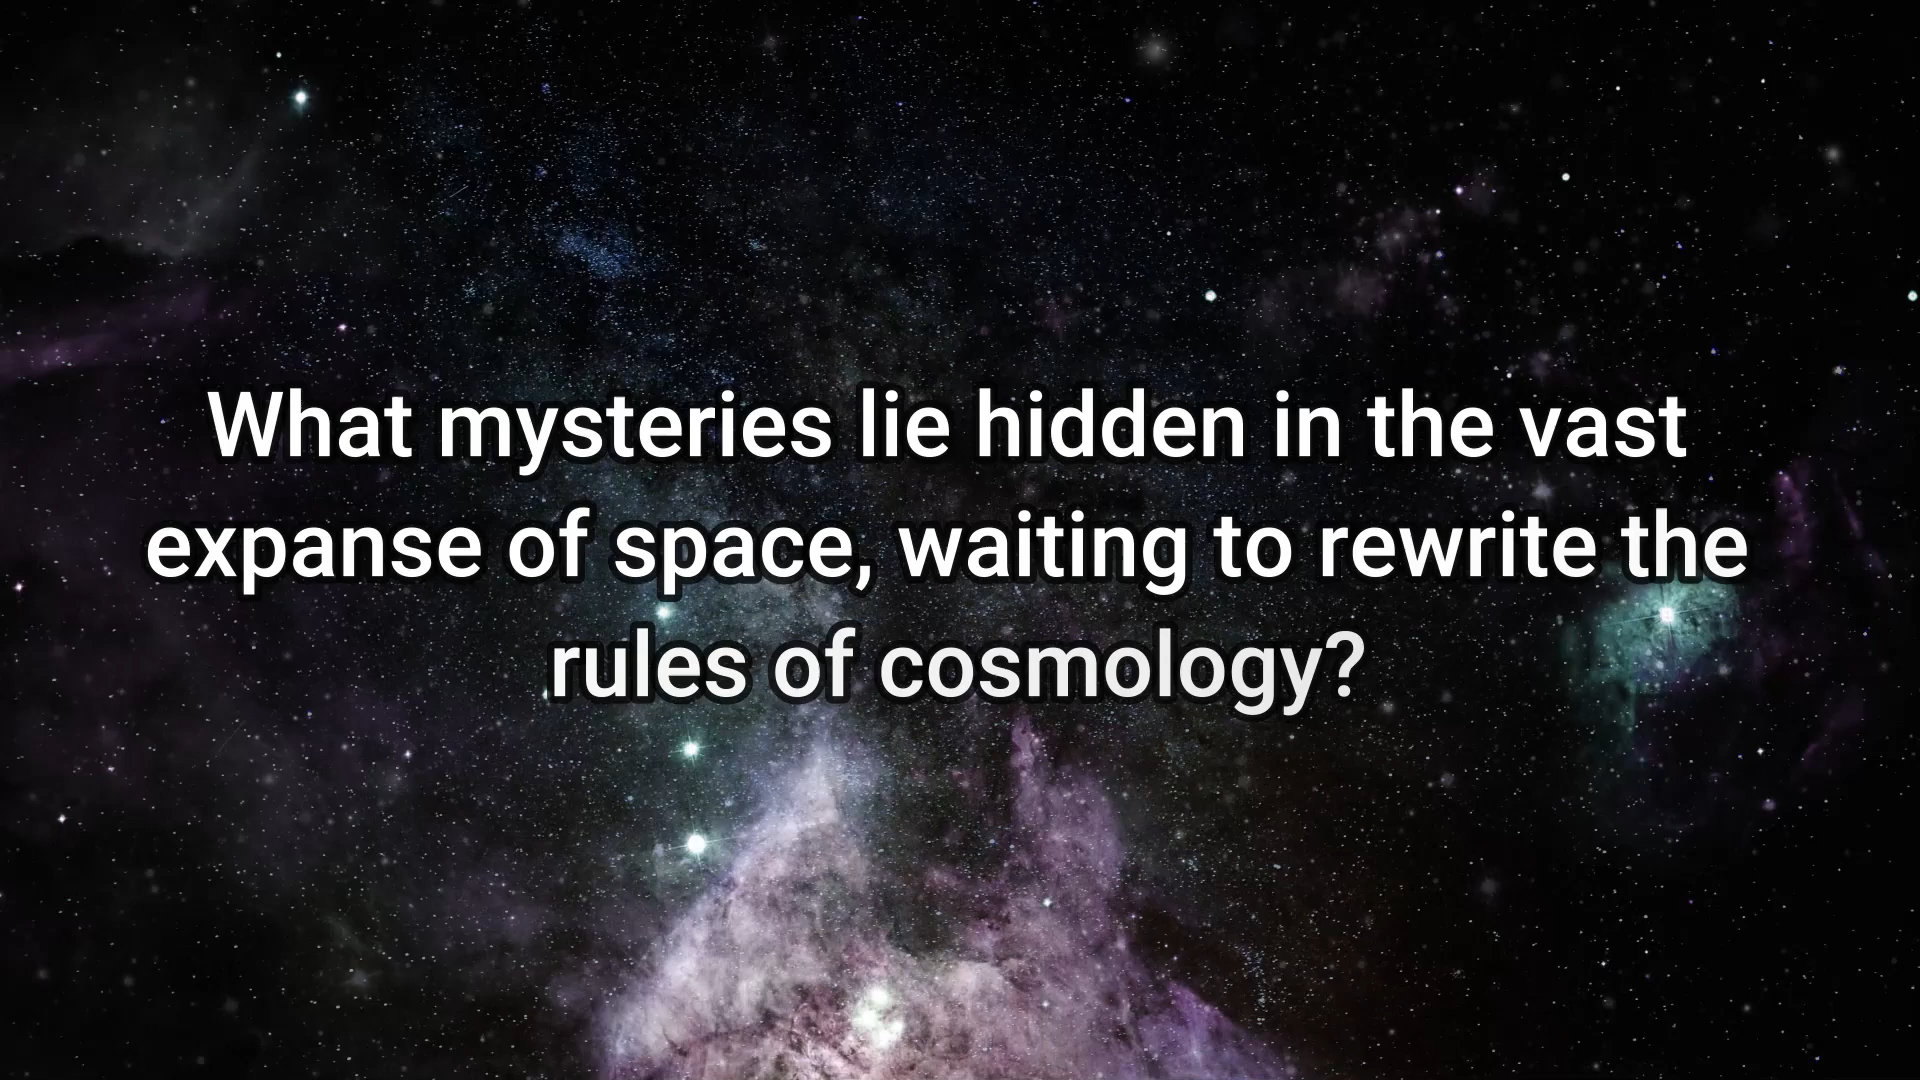 What mysteries lie hidden in the vast
expanse of space, waiting to rewrite the
rules of cosmology?